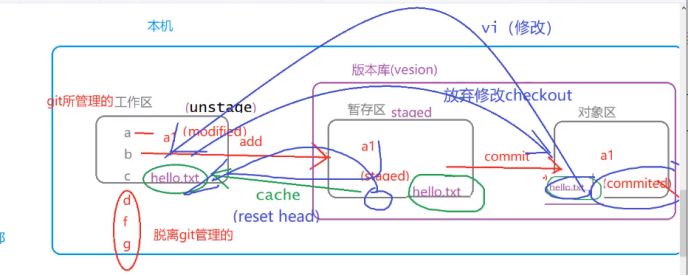 本机
vi (修改)
版本库(vesion)
git所管理的 工作区
(unstage)
放弃修改checkout
暂存区 staged
对象区
a
a1 (modified)
add
b
a1
(staged)
commit
a1
(commited)
c
hello.txt
hello.txt
hello.txt
cache
(reset head)
d
f
g
脱离git管理的